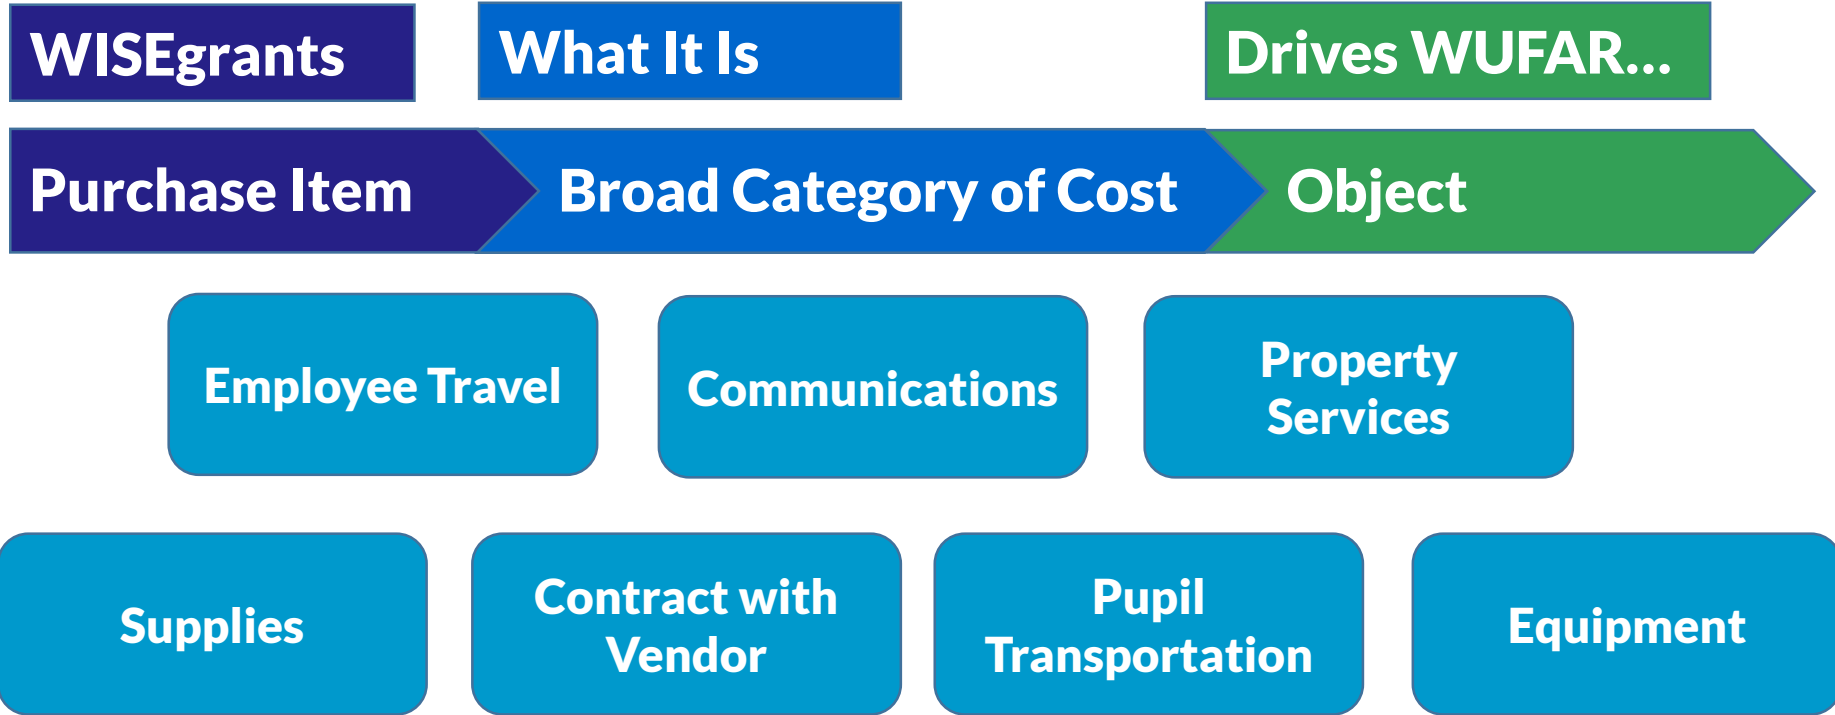 WISEgrants
What It Is
Drives WUFAR...
Purchase Item
Broad Category of Cost
Object
Employee Travel
Communications
Property
Services
Supplies
Contract with
Vendor
Pupil
Transportation
Equipment